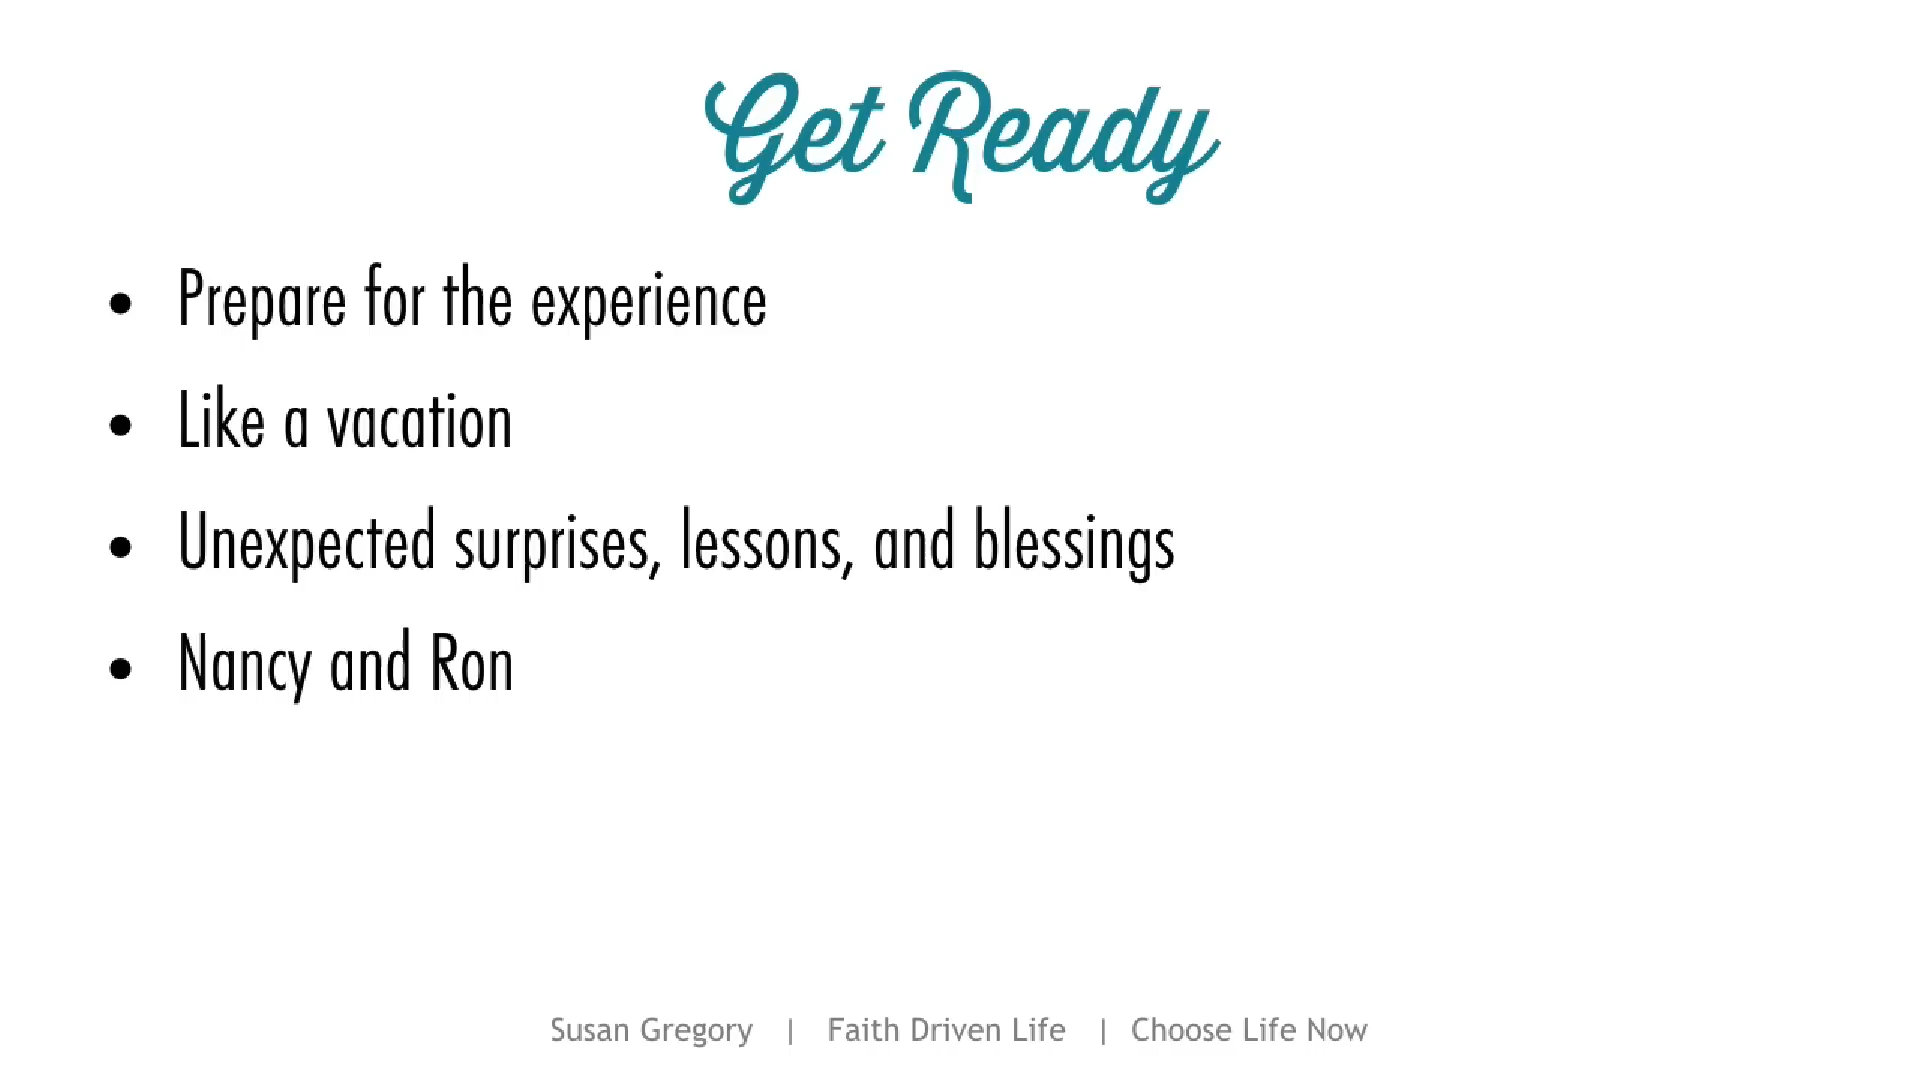 Get Ready
• Prepare for the experience
• Like a vacation
• Unexpected surprises, lessons, and blessings
• Nancy and Ron
Susan Gregory | Faith Driven Life | Choose Life Now